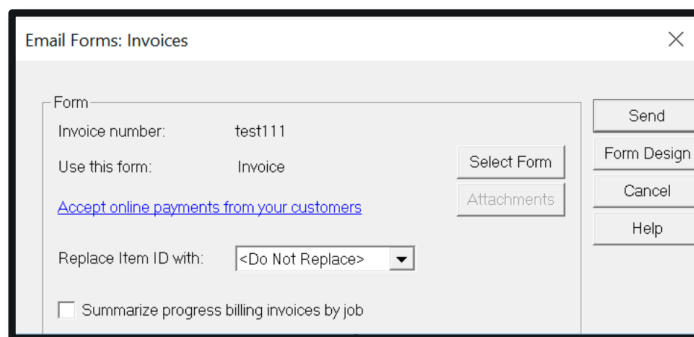 Email Forms: Invoices
Form
Invoice number: test111
Use this form: Invoice
Accept online payments from your customers
Replace Item ID with: <Do Not Replace>
Summarize progress billing invoices by job
Select Form
Attachments
Send
Form Design
Cancel
Help